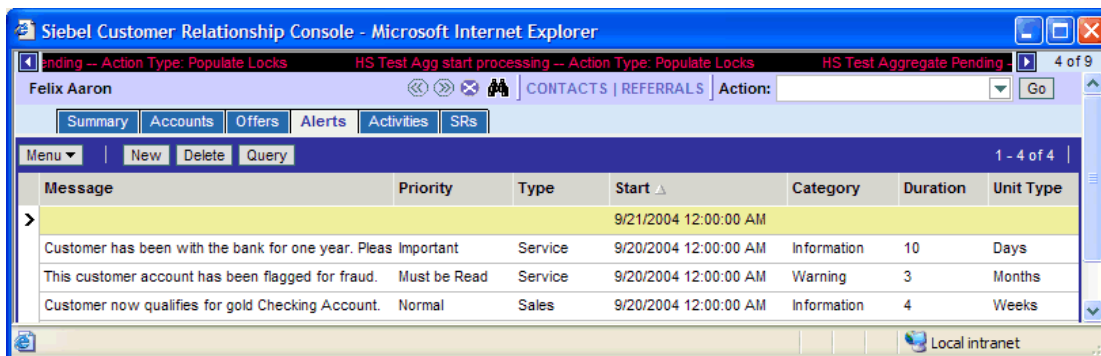 Siebel Customer Relationship Console - Microsoft Internet Explorer
ending -- Action Type: Populate Locks HS Test Agg start processing -- Action Type: Populate Locks HS Test Aggregate Pending - 4 of 9
Felix Aaron CONTACTS | REFERRALS Action: Go
Summary Accounts Offers Alerts Activities SRs
Menu New Delete Query 1 - 4 of 4
Message Priority Type Start Category Duration Unit Type
9/21/2004 12:00:00 AM
Customer has been with the bank for one year. Pleas Important Service 9/20/2004 12:00:00 AM Information 10 Days
This customer account has been flagged for fraud. Must be Read Service 9/20/2004 12:00:00 AM Warning 3 Months
Customer now qualifies for gold Checking Account. Normal Sales 9/20/2004 12:00:00 AM Information 4 Weeks
Local intranet